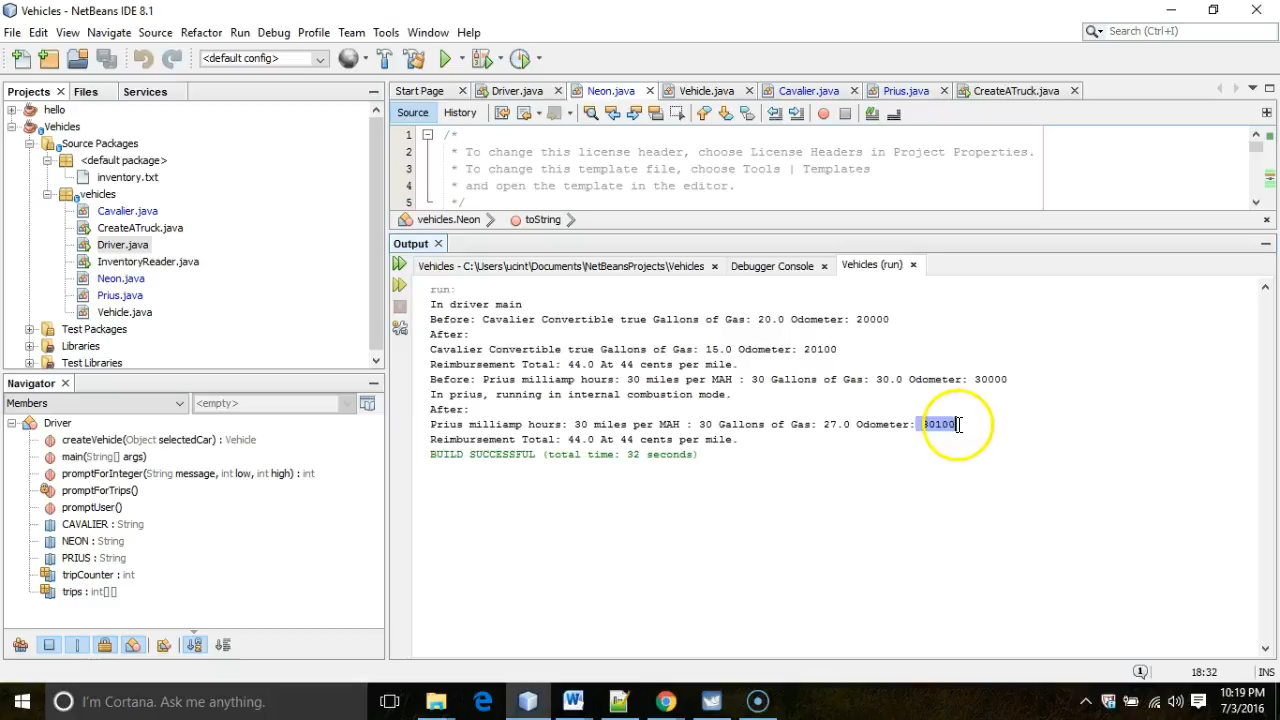 Vehicles - NetBeans IDE 8.1
File Edit View Navigate Source Refactor Run Debug Profile Team Tools Window Help
Search (Ctrl+I)
<default config>
Projects Files Services
hello
Vehicles
Source Packages
<default package>
inventory.txt
vehicles
Cavalier.java
CreateATruck.java
Driver.java
InventoryReader.java
Neon.java
Prius.java
Vehicle.java
Test Packages
Libraries
Test Libraries
Navigator
Members <empty>
Driver
createVehicle(Object selectedCar) : Vehicle
main(String[] args)
promptForInteger(String message, int low, int high) : int
promptForTrips()
promptUser()
CAVALIER : String
NEON : String
PRIUS : String
tripCounter : int
trips : int[][]
Start Page Driver.java Neon.java Vehicle.java Cavalier.java Prius.java CreateATruck.java
Source History
1 /*
2 * To change this license header, choose License Headers in Project Properties.
3 * To change this template file, choose Tools | Templates
4 * and open the template in the editor.
5 */
vehicles.Neon toString
Output
Vehicles - C:\Users\ucint\Documents\NetBeansProjects\Vehicles Debugger Console Vehicles (run)
run:
In driver main
Before: Cavalier Convertible true Gallons of Gas: 20.0 Odometer: 20000
After:
Cavalier Convertible true Gallons of Gas: 15.0 Odometer: 20100
Reimbursement Total: 44.0 At 44 cents per mile.
Before: Prius milliamp hours: 30 miles per MAH : 30 Gallons of Gas: 30.0 Odometer: 30000
In prius, running in internal combustion mode.
After:
Prius milliamp hours: 30 miles per MAH : 30 Gallons of Gas: 27.0 Odometer: 30100
Reimbursement Total: 44.0 At 44 cents per mile.
BUILD SUCCESSFUL (total time: 32 seconds)
1 18:32 INS
I'm Cortana. Ask me anything.
10:19 PM
7/3/2016